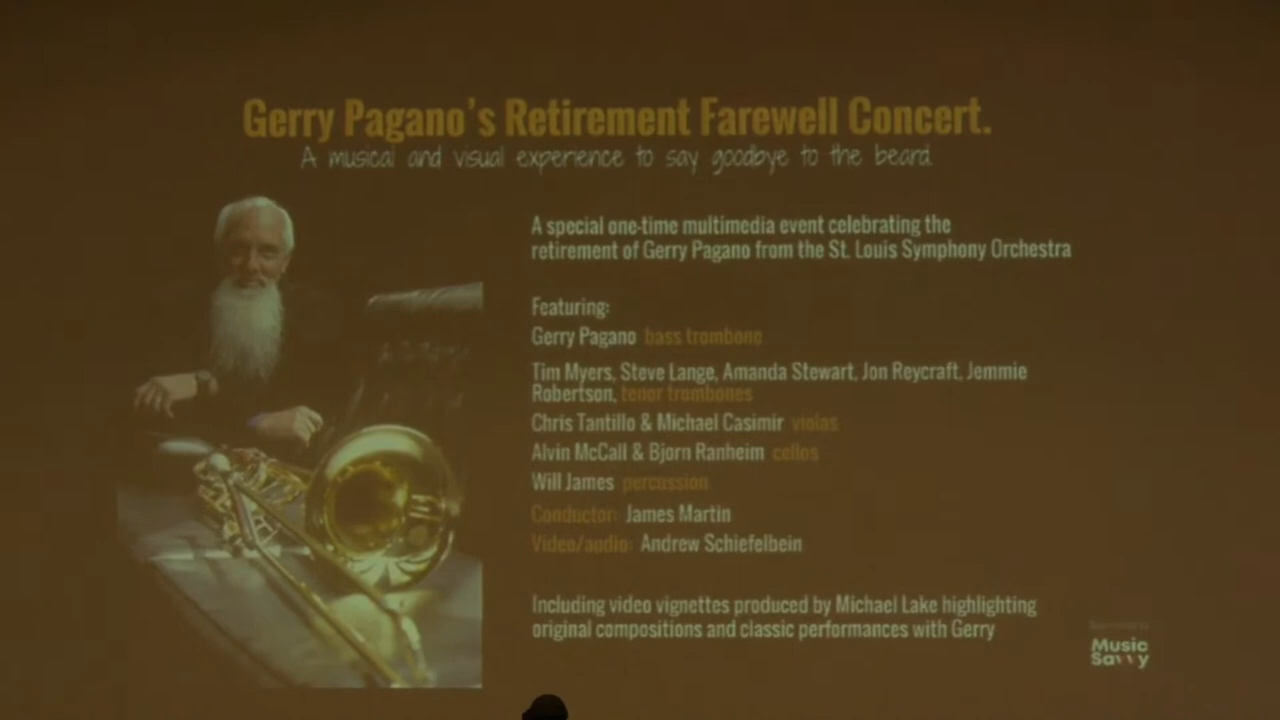 Gerry Pagano's Retirement Farewell Concert.
A musical and visual experience to say goodbye to the beard.
A special one-time multimedia event celebrating the
retirement of Gerry Pagano from the St. Louis Symphony Orchestra
Featuring:
Gerry Pagano bass trombone
Tim Myers, Steve Lange, Amanda Stewart, Jon Reycraft, Jemmie
Robertson, tenor trombones
Chris Tantillo & Michael Casimir violas
Alvin McCall & Bjorn Ranheim cellos
Will James percussion
Conductor: James Martin
Video/audio: Andrew Schiefelbein
Including video vignettes produced by Michael Lake highlighting
original compositions and classic performances with Gerry
Music
Savvy